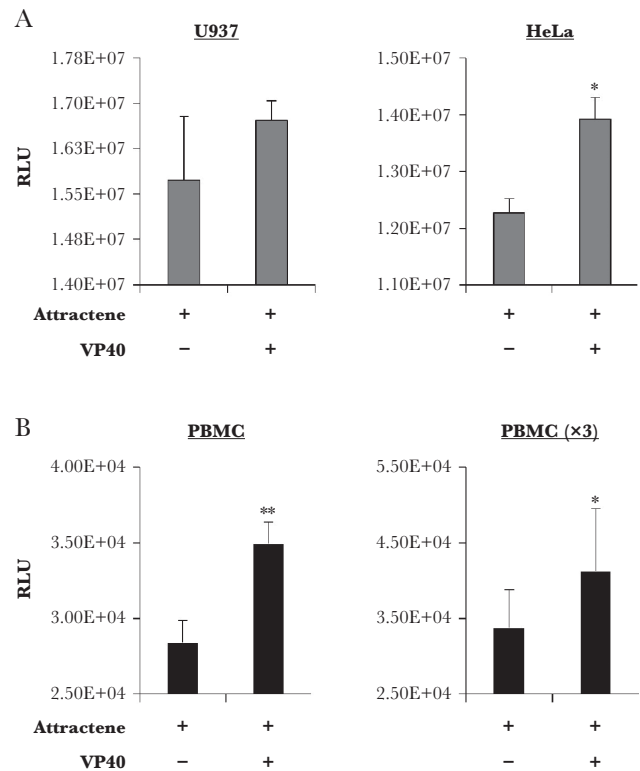 A
U937
HeLa
RLU
1.78E+07
1.70E+07
1.63E+07
1.55E+07
1.48E+07
1.40E+07
1.50E+07
1.40E+07
1.30E+07
1.20E+07
1.10E+07
*
Attractene + + + +
VP40 − + − +
B
PBMC
PBMC (×3)
RLU
4.00E+04
3.50E+04
3.00E+04
2.50E+04
**
5.50E+04
4.50E+04
3.50E+04
2.50E+04
*
Attractene + + + +
VP40 − + − +